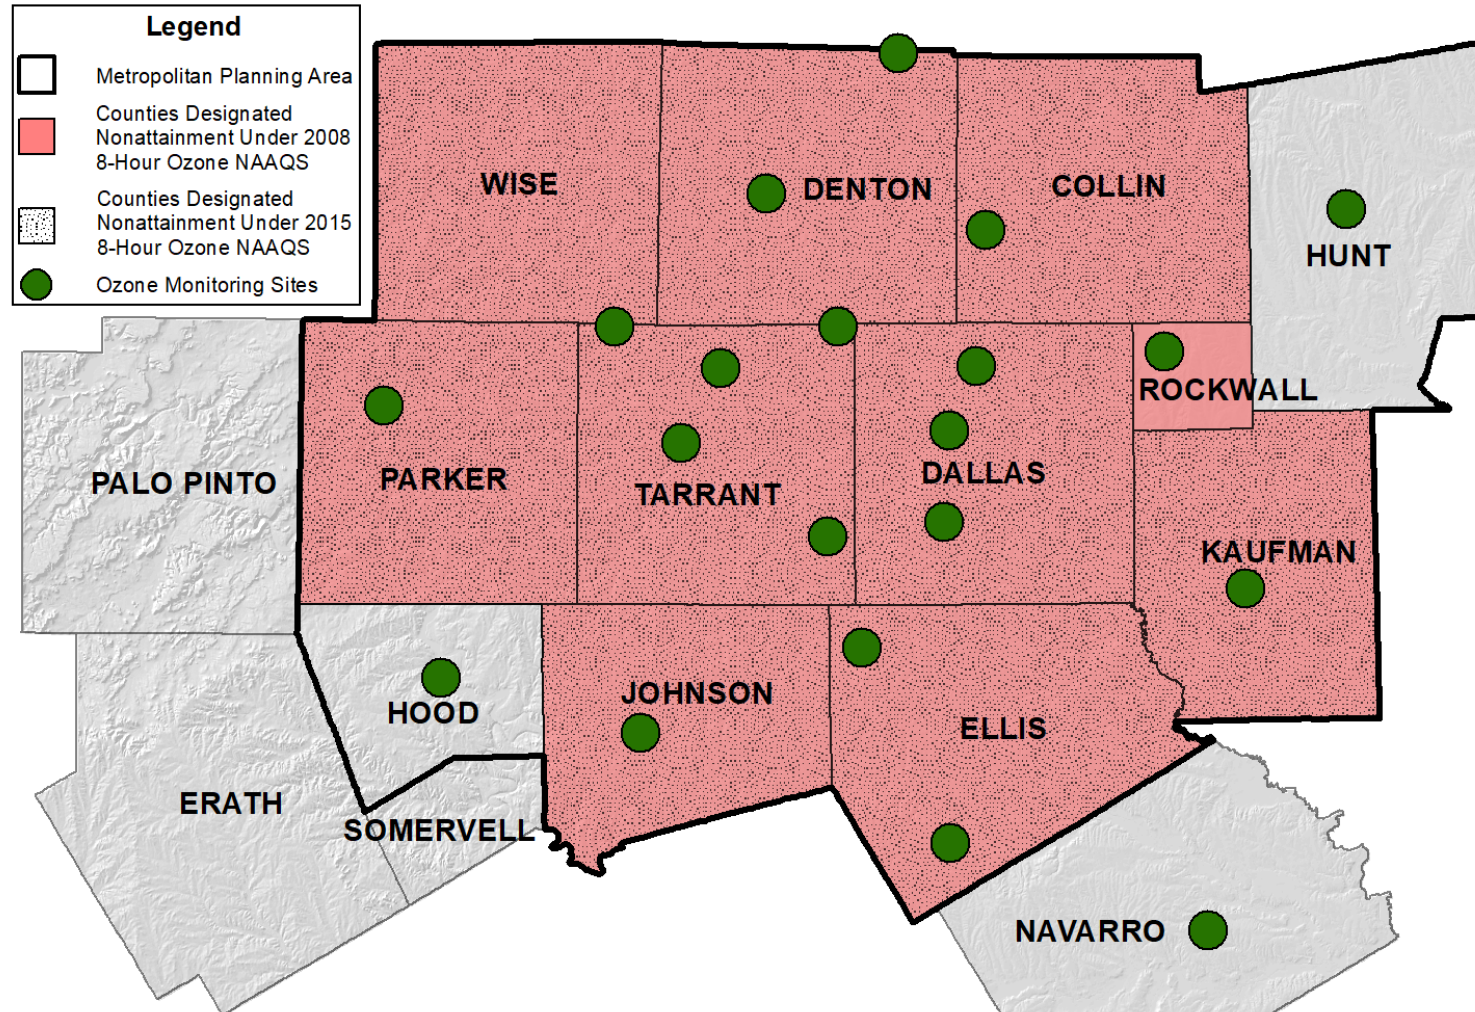 Legend
Metropolitan Planning Area
Counties Designated
Nonattainment Under 2008
8-Hour Ozone NAAQS
Counties Designated
Nonattainment Under 2015
8-Hour Ozone NAAQS
Ozone Monitoring Sites
WISE
DENTON
COLLIN
HUNT
ROCKWALL
PALO PINTO
PARKER
TARRANT
DALLAS
KAUFMAN
HOOD
JOHNSON
ELLIS
ERATH
SOMERVELL
NAVARRO